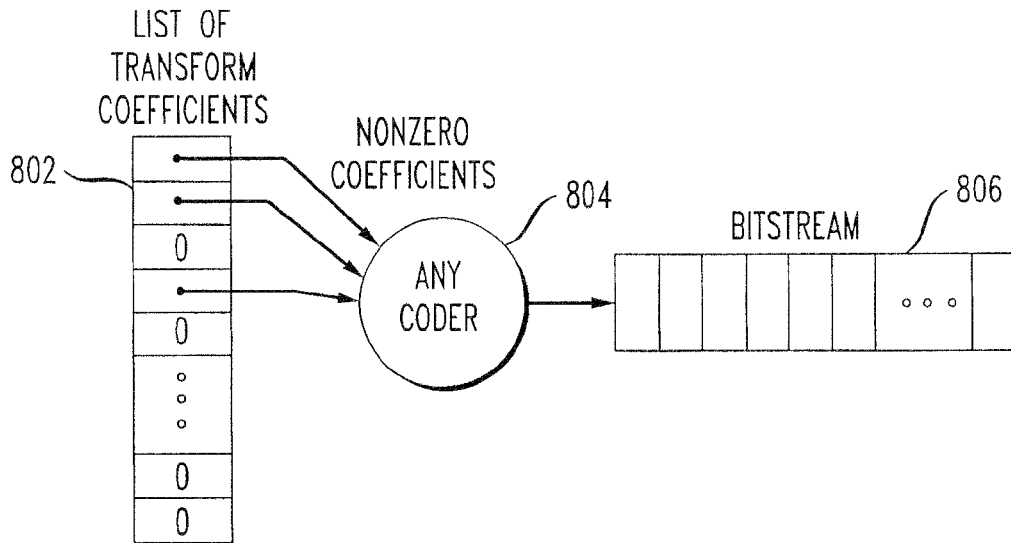 LIST OF
TRANSFORM
COEFFICIENTS
802
NONZERO
COEFFICIENTS
804
806
BITSTREAM
0
ANY
CODER
0
0
0